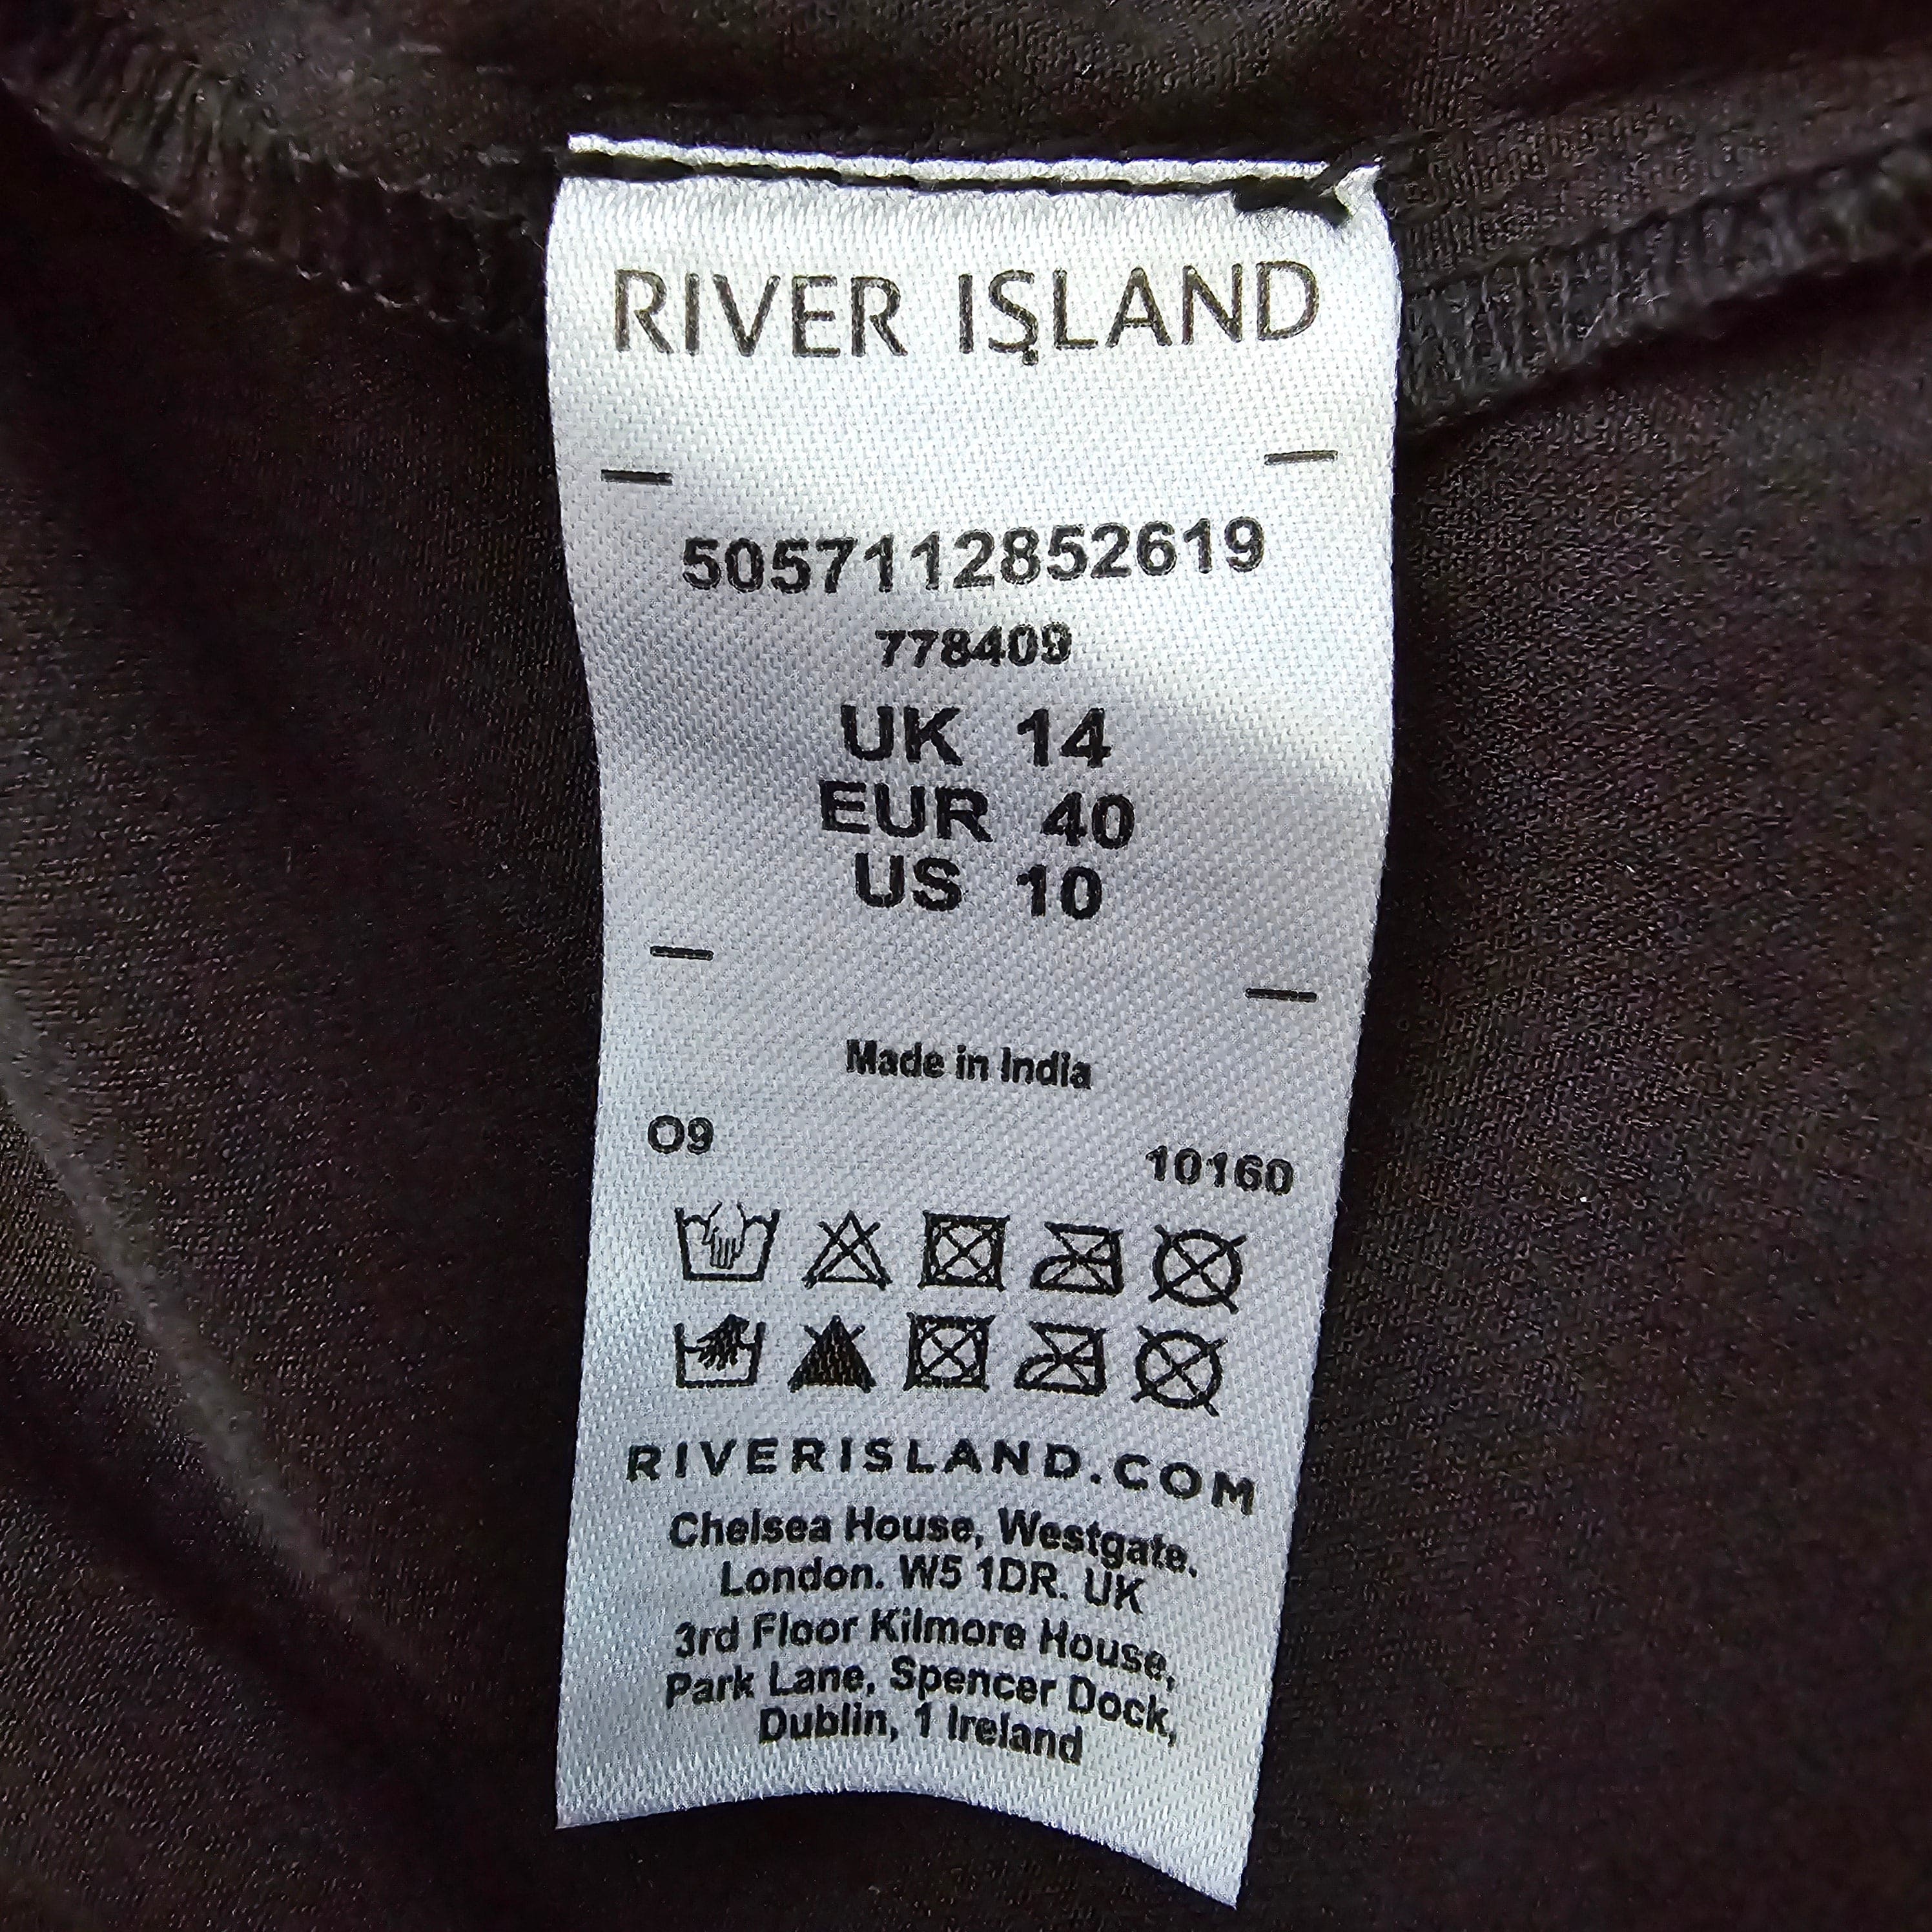 RIVER ISLAND
5057112852619
778409
UK 14
EUR 40
US 10
Made in India
O9
10160
RIVERISLAND.COM
Chelsea House, Westgate.
London. W5 1DR. UK
3rd Floor Kilmore House,
Park Lane, Spencer Dock,
Dublin, 1 Ireland